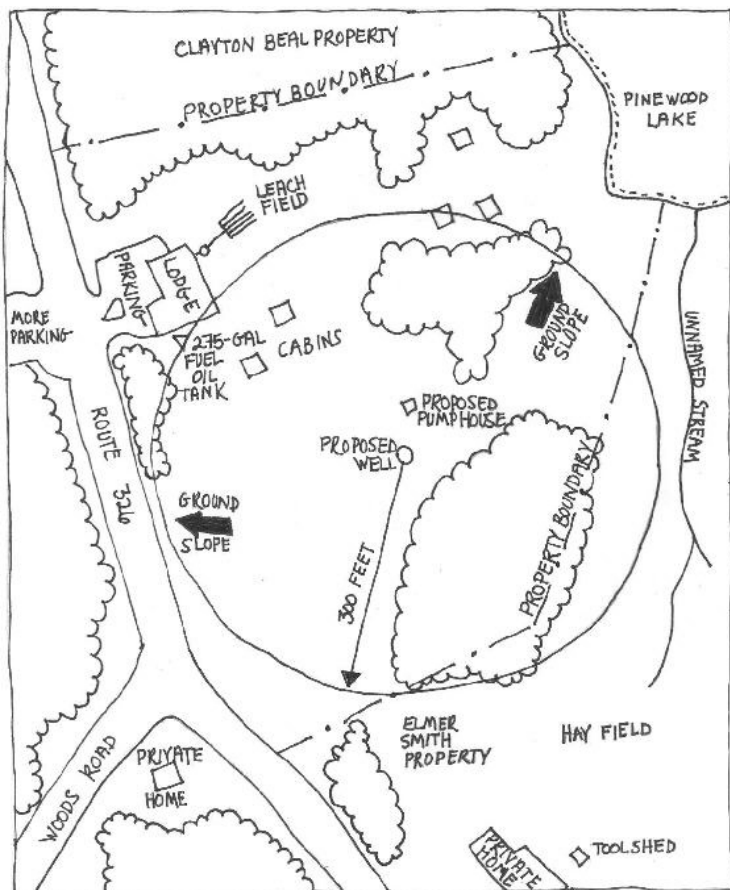 CLAYTON BEAL PROPERTY
PROPERTY BOUNDARY
PINEWOOD
LAKE
LEACH
FIELD
PARKING
LODGE
MORE
PARKING
275-GAL
FUEL
OIL
TANK
CABINS
GROUND
SLOPE
UNNAMED STREAM
PROPOSED
PUMPHOUSE
PROPOSED
WELL
ROUTE 326
GROUND
SLOPE
300 FEET
PROPERTY BOUNDARY
ELMER
SMITH
PROPERTY
HAY FIELD
WOODS ROAD
PRIVATE
HOME
PRIVATE
HOME
TOOLSHED